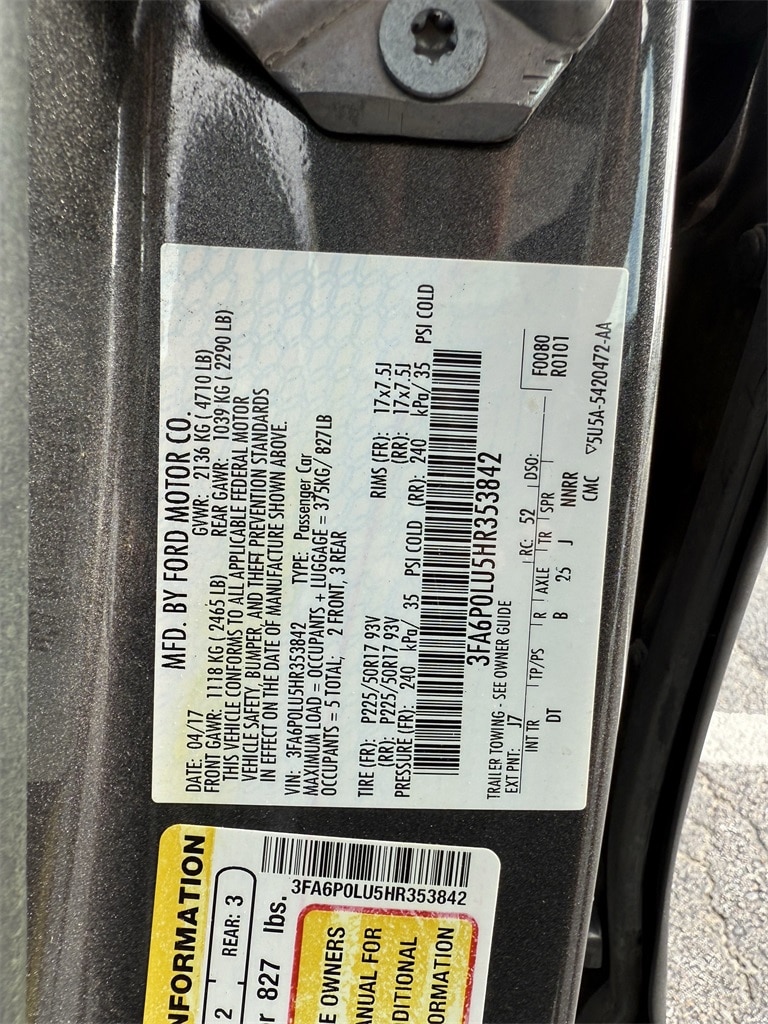 MFD. BY FORD MOTOR CO.
DATE: 04/17 GVWR: 2136 KG ( 4710 LB)
FRONT GAWR: 1118 KG ( 2465 LB) REAR GAWR: 1039 KG ( 2290 LB)
THIS VEHICLE CONFORMS TO ALL APPLICABLE FEDERAL MOTOR
VEHICLE SAFETY, BUMPER, AND THEFT PREVENTION STANDARDS
IN EFFECT ON THE DATE OF MANUFACTURE SHOWN ABOVE.
VIN: 3FA6P0LU5HR353842 TYPE: Passenger Car
MAXIMUM LOAD = OCCUPANTS + LUGGAGE = 375KG/ 827LB
OCCUPANTS = 5 TOTAL; 2 FRONT, 3 REAR
TIRE (FR): P225/50R17 93V RIMS (FR): 17x7.5J
(RR): P225/50R17 93V (RR): 17x7.5J
PRESSURE (FR): 240 kPa/ 35 PSI COLD (RR): 240 kPa/ 35 PSI COLD
3FA6P0LU5HR353842
TRAILER TOWING - SEE OWNER GUIDE
EXT PNT: J7 RC: 52 DSO: F0080
INT TR TP/PS R AXLE TR SPR R0101
DT B 25 J NNRR
CMC ▽5U5A-5420472-AA
NFORMATION
2 REAR: 3
r 827 lbs.
3FA6P0LU5HR353842
E OWNERS
ANUAL FOR
DDITIONAL
ORMATION